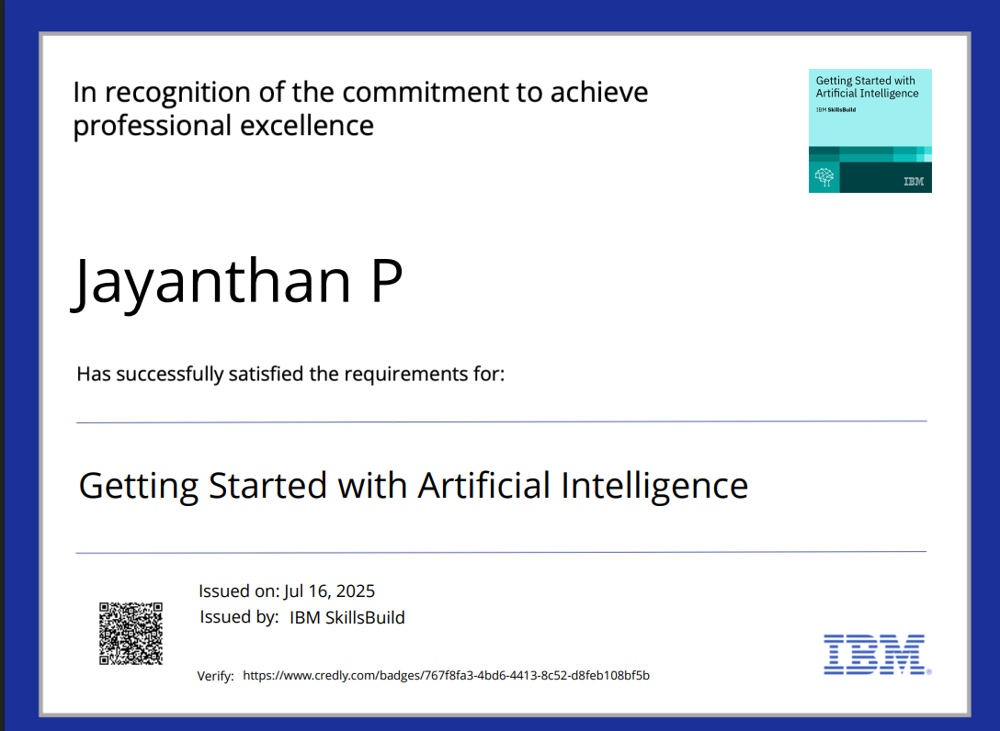 In recognition of the commitment to achieve
professional excellence
Getting Started with
Artificial Intelligence
IBM SkillsBuild
IBM
Jayanthan P
Has successfully satisfied the requirements for:
Getting Started with Artificial Intelligence
Issued on: Jul 16, 2025
Issued by: IBM SkillsBuild
Verify: https://www.credly.com/badges/767f8fa3-4bd6-4413-8c52-d8feb108bf5b
IBM®